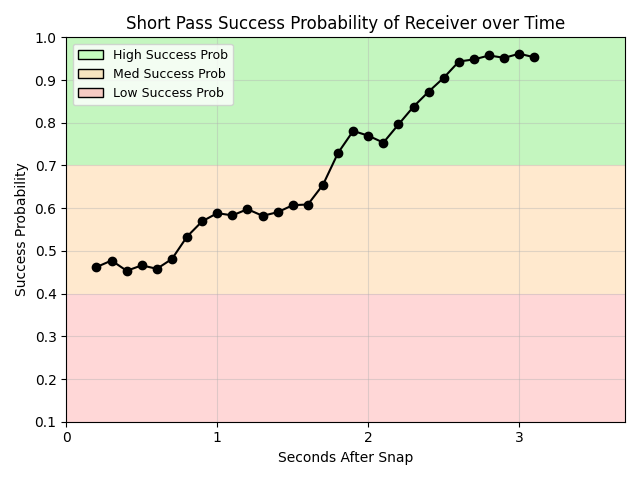 Short Pass Success Probability of Receiver over Time
High Success Prob
Med Success Prob
Low Success Prob
Success Probability
1.0
0.9
0.8
0.7
0.6
0.5
0.4
0.3
0.2
0.1
0 1 2 3
Seconds After Snap